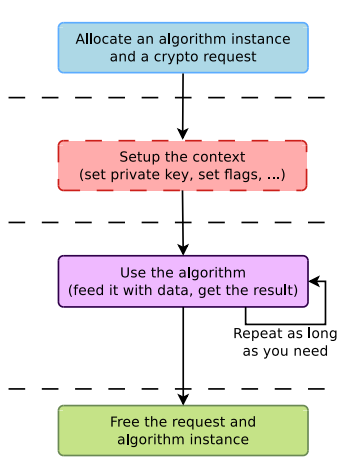 Allocate an algorithm instance
and a crypto request
Setup the context
(set private key, set flags, ...)
Use the algorithm
(feed it with data, get the result)
Repeat as long
as you need
Free the request and
algorithm instance